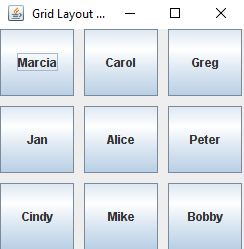 Grid Layout ...
Marcia Carol Greg
Jan Alice Peter
Cindy Mike Bobby